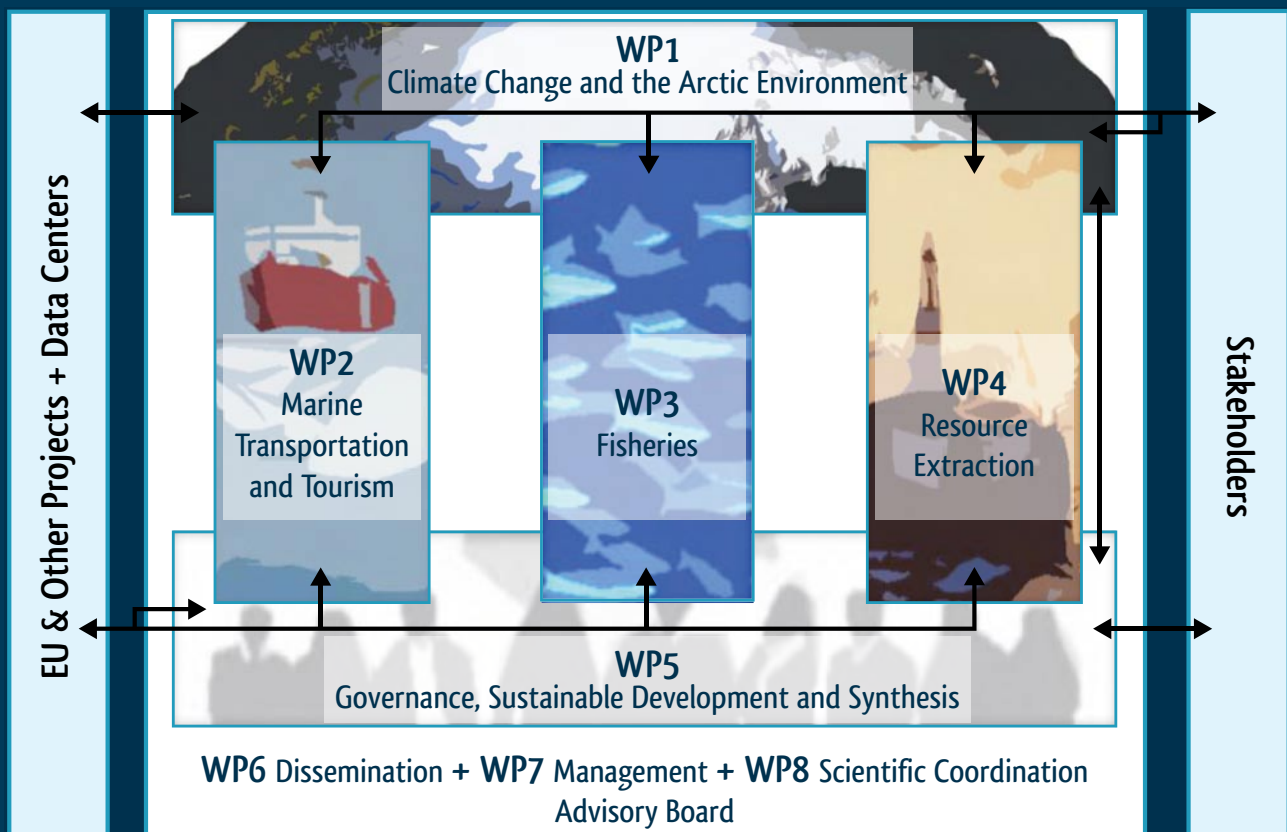 EU & Other Projects + Data Centers
WP1
Climate Change and the Arctic Environment
WP2
Marine
Transportation
and Tourism
WP3
Fisheries
WP4
Resource
Extraction
Stakeholders
WP5
Governance, Sustainable Development and Synthesis
WP6 Dissemination + WP7 Management + WP8 Scientific Coordination
Advisory Board